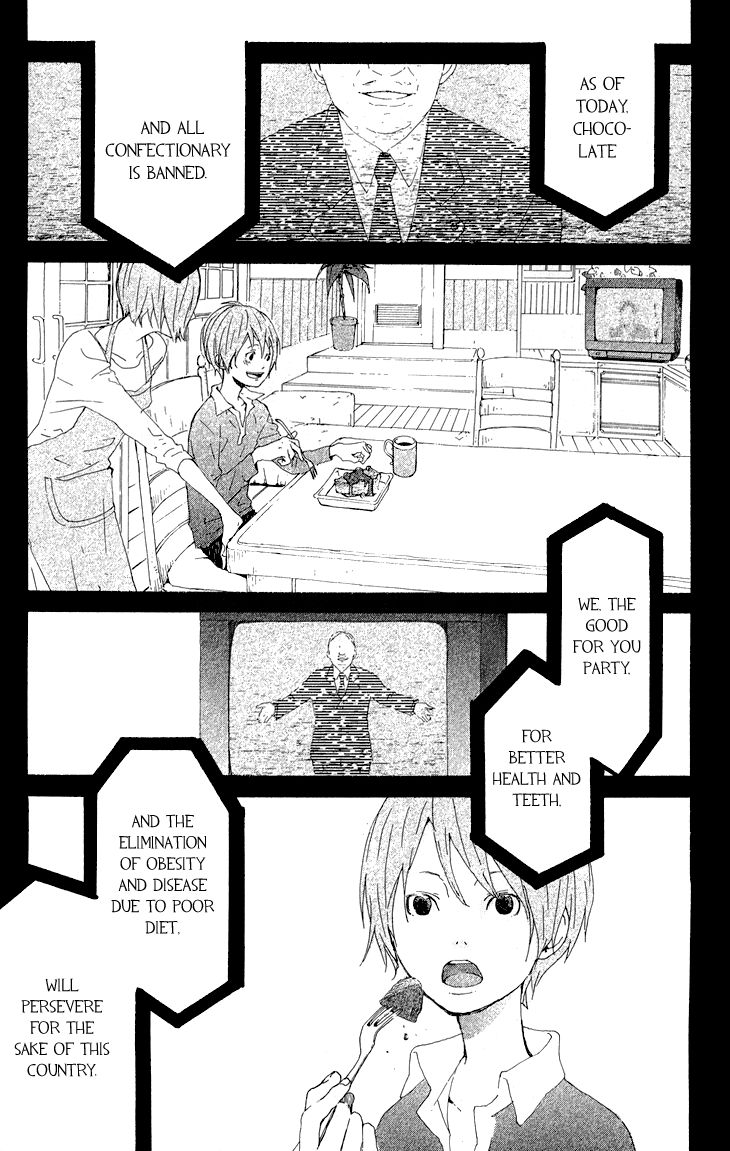 AS OF
TODAY,
CHOCO-
LATE
AND ALL
CONFECTIONARY
IS BANNED.
WE, THE
GOOD
FOR YOU
PARTY,
FOR
BETTER
HEALTH AND
TEETH,
AND THE
ELIMINATION
OF OBESITY
AND DISEASE
DUE TO POOR
DIET,
WILL
PERSEVERE
FOR THE
SAKE OF THIS
COUNTRY.